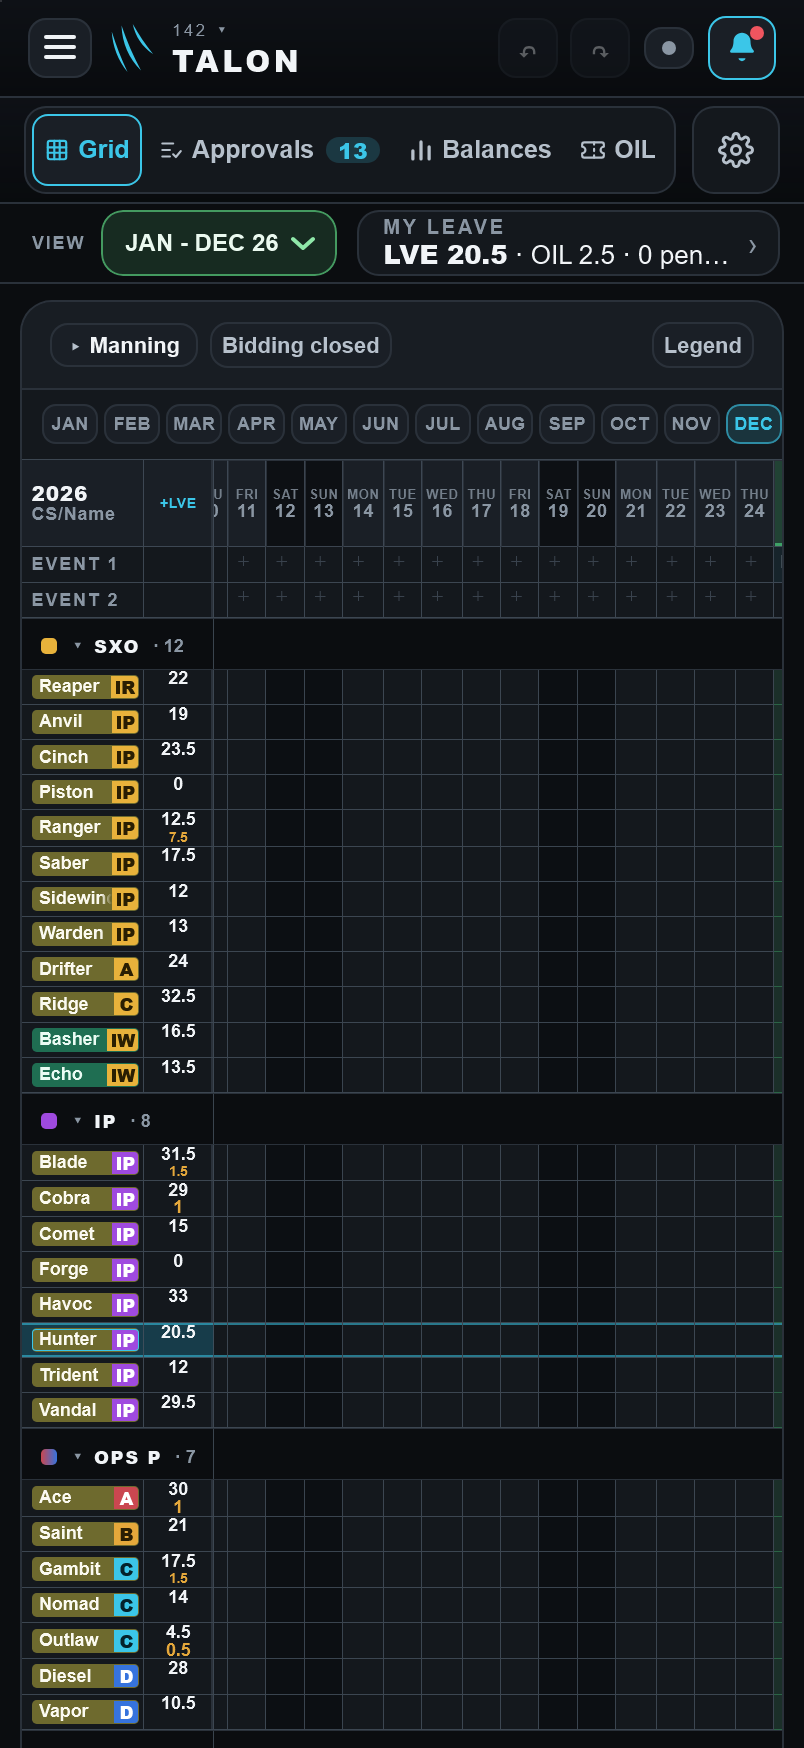 142 ▾
TALON
Grid
Approvals 13
Balances
OIL
VIEW
JAN - DEC 26
MY LEAVE
LVE 20.5 · OIL 2.5 · 0 pen…
▸ Manning
Bidding closed
Legend
JAN FEB MAR APR MAY JUN JUL AUG SEP OCT NOV DEC
2026
CS/Name
+LVE
FRI 11
SAT 12
SUN 13
MON 14
TUE 15
WED 16
THU 17
FRI 18
SAT 19
SUN 20
MON 21
TUE 22
WED 23
THU 24
EVENT 1 + + + + + + + + + + + + + +
EVENT 2 + + + + + + + + + + + + + +
▾ SXO · 12
Reaper IR 22
Anvil IP 19
Cinch IP 23.5
Piston IP 0
Ranger IP 12.5
7.5
Saber IP 17.5
Sidewin IP 12
Warden IP 13
Drifter A 24
Ridge C 32.5
Basher IW 16.5
Echo IW 13.5
▾ IP · 8
Blade IP 31.5
1.5
Cobra IP 29
1
Comet IP 15
Forge IP 0
Havoc IP 33
Hunter IP 20.5
Trident IP 12
Vandal IP 29.5
▾ OPS P · 7
Ace A 30
1
Saint B 21
Gambit C 17.5
1.5
Nomad C 14
Outlaw C 4.5
0.5
Diesel D 28
Vapor D 10.5